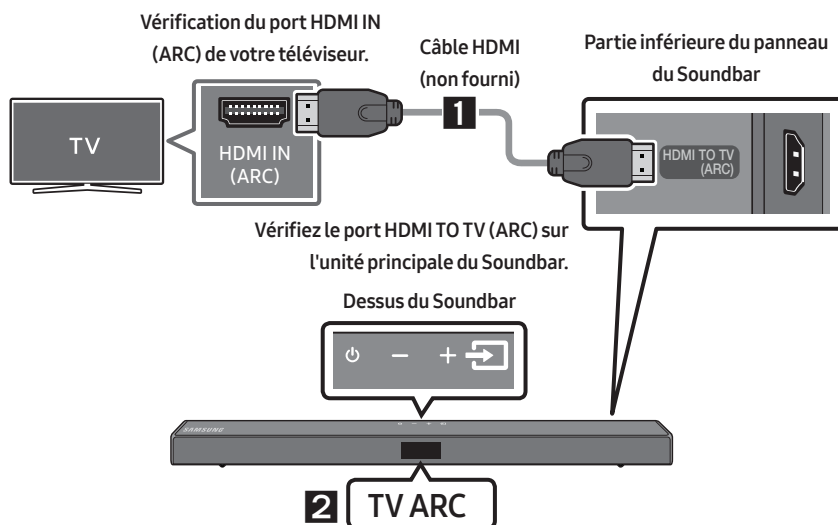 Vérification du port HDMI IN
(ARC) de votre téléviseur.
Câble HDMI
(non fourni)
Partie inférieure du panneau
du Soundbar
1
TV
HDMI IN
(ARC)
HDMI TO TV
(ARC)
Vérifiez le port HDMI TO TV (ARC) sur
l'unité principale du Soundbar.
Dessus du Soundbar
SAMSUNG
2
TV ARC